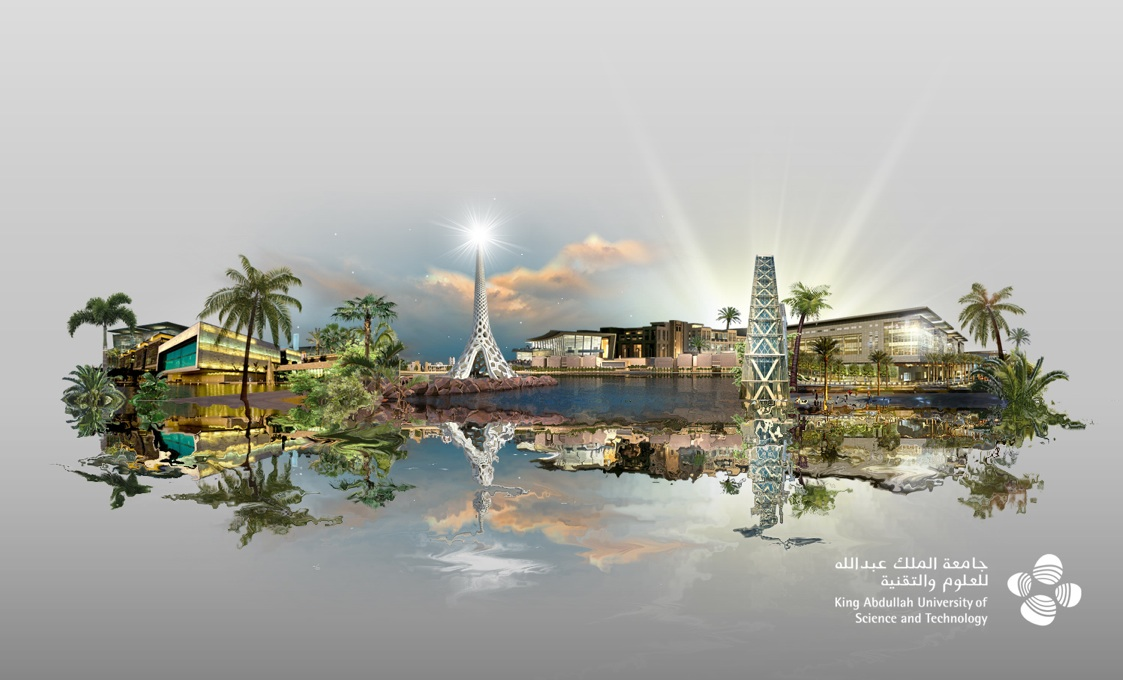 جامعة الملك عبدالله
للعلوم والتقنية
King Abdullah University of
Science and Technology